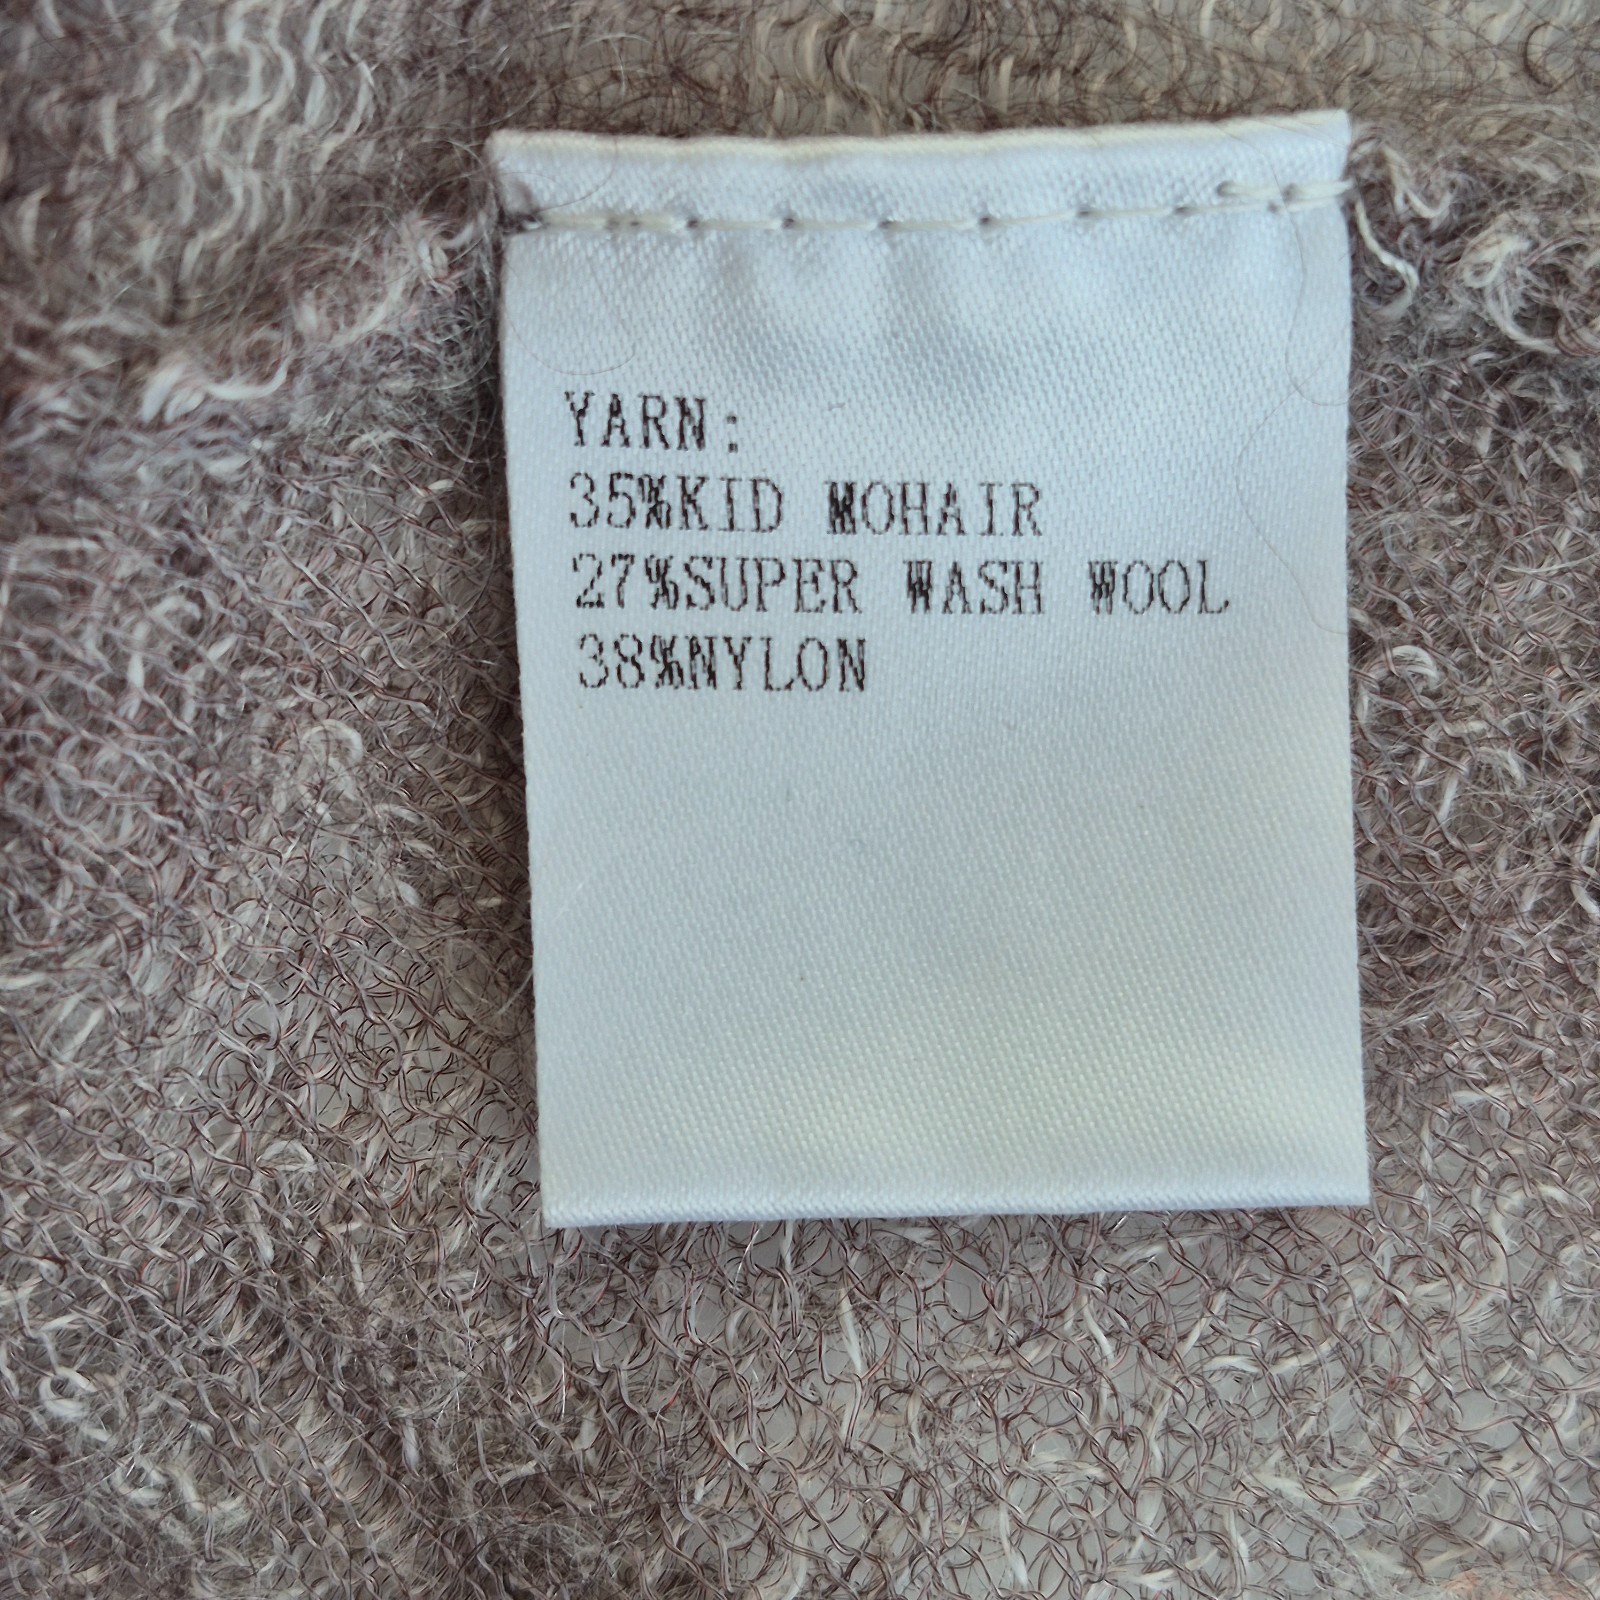 YARN:
35%KID MOHAIR
27%SUPER WASH WOOL
38%NYLON